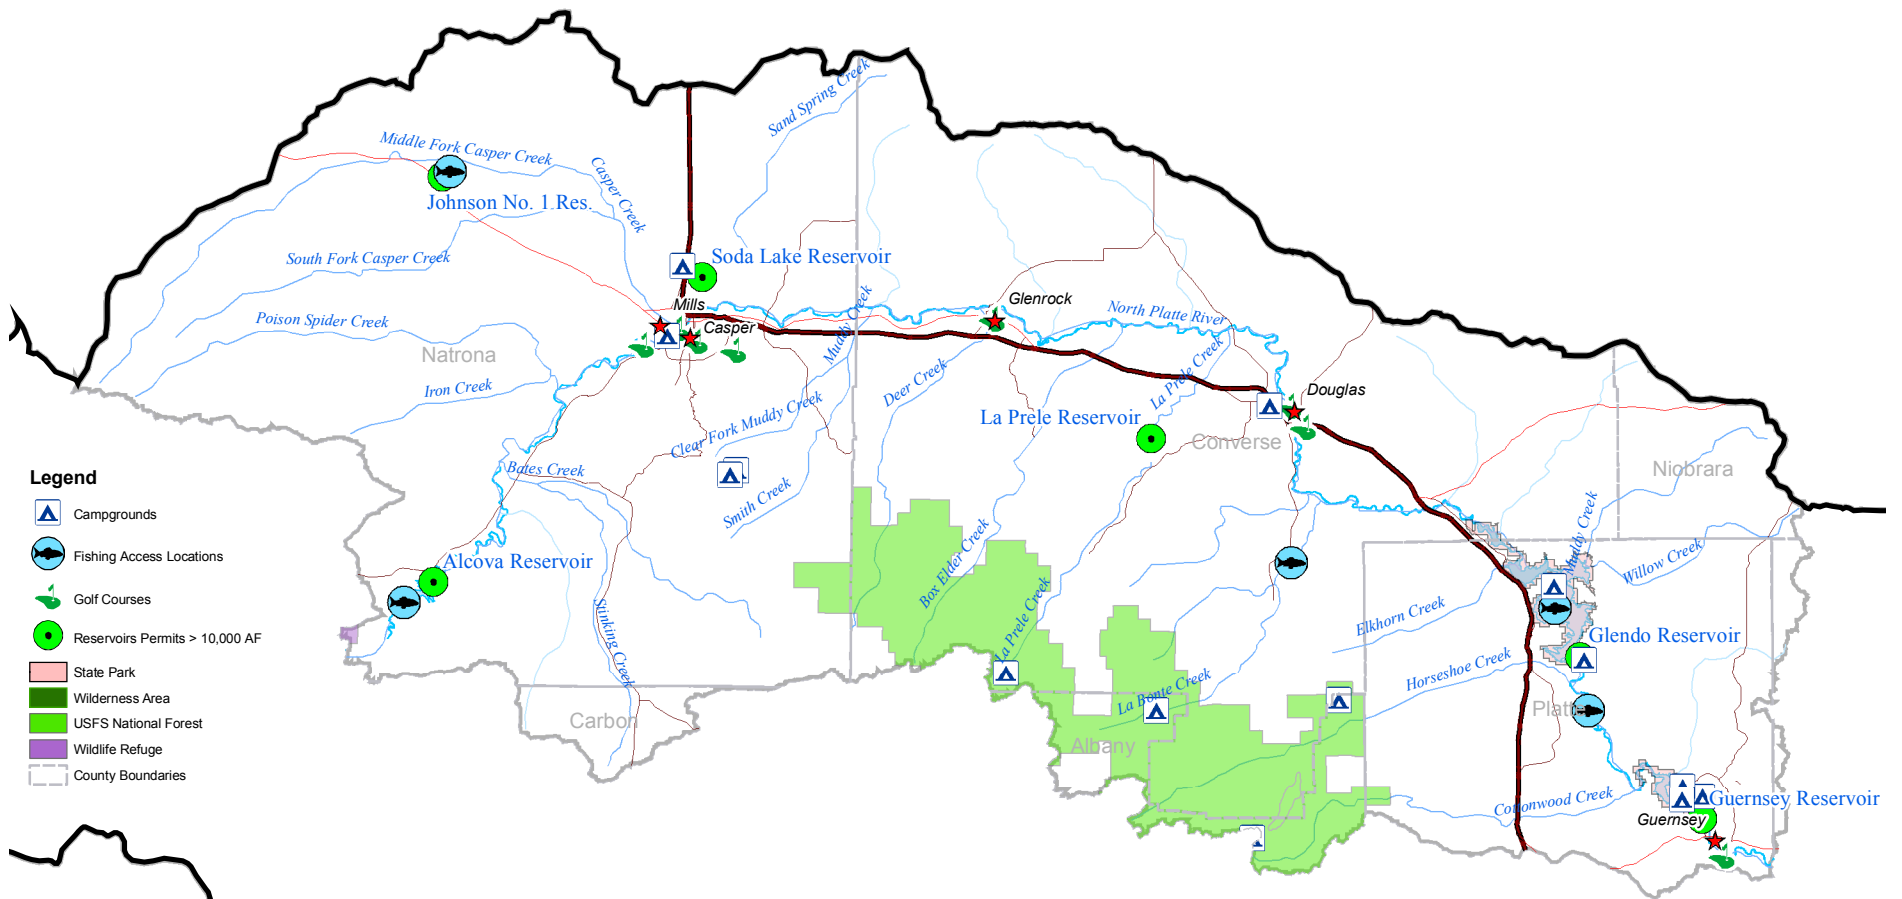 Sand Spring Creek
Middle Fork Casper Creek
Casper Creek
Johnson No. 1 Res.
South Fork Casper Creek
Soda Lake Reservoir
Mills
Glenrock
North Platte River
Poison Spider Creek
Casper
Muddy Creek
La Prele Creek
Natrona
Iron Creek
Deer Creek
Douglas
Clear Fork Muddy Creek
La Prele Reservoir
Converse
Bates Creek
Niobrara
Smith Creek
Muddy Creek
Alcova Reservoir
Box Elder Creek
Willow Creek
Stinking Creek
La Prele Creek
Elkhorn Creek
Glendo Reservoir
Horseshoe Creek
La Bonte Creek
Carbon
Platte
Albany
Cottonwood Creek
Guernsey Reservoir
Guernsey
Legend
Campgrounds
Fishing Access Locations
Golf Courses
Reservoirs Permits > 10,000 AF
State Park
Wilderness Area
USFS National Forest
Wildlife Refuge
County Boundaries